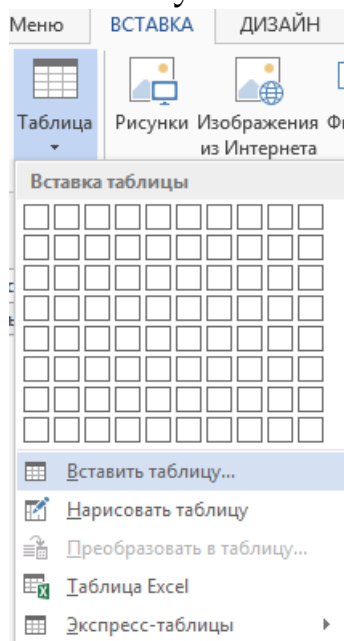 Меню ВСТАВКА ДИЗАЙН
Таблица Рисунки Изображения
из Интернета
Вставка таблицы
Вставить таблицу...
Нарисовать таблицу
Преобразовать в таблицу...
Таблица Excel
Экспресс-таблицы